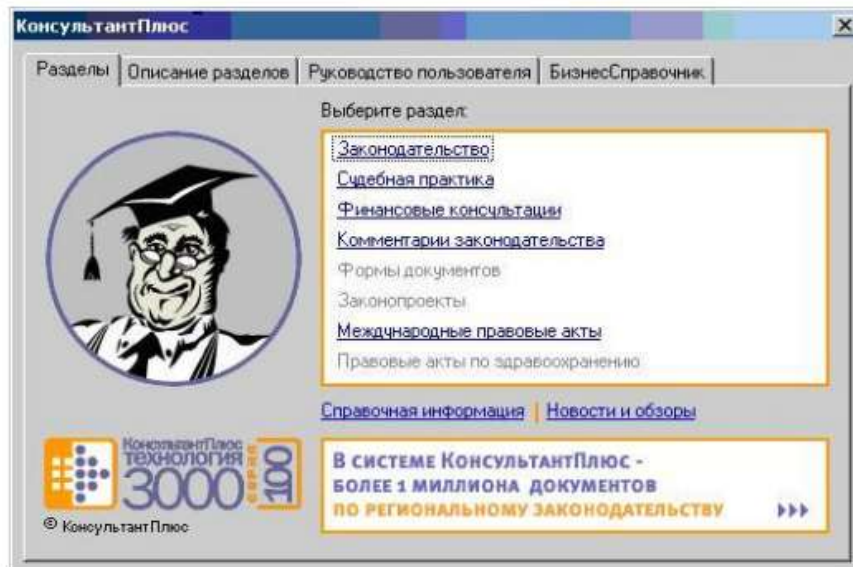 КонсультантПлюс
Разделы
Описание разделов
Руководство пользователя
БизнесСправочник
Выберите раздел:
Законодательство
Судебная практика
Финансовые консультации
Комментарии законодательства
Формы документов
Законопроекты
Международные правовые акты
Правовые акты по здравоохранению
Справочная информация | Новости и обзоры
КонсультантПлюс
ТЕХНОЛОГИЯ
3000
серия
100
© КонсультантПлюс
В СИСТЕМЕ КОНСУЛЬТАНТПЛЮС -
БОЛЕЕ 1 МИЛЛИОНА ДОКУМЕНТОВ
ПО РЕГИОНАЛЬНОМУ ЗАКОНОДАТЕЛЬСТВУ